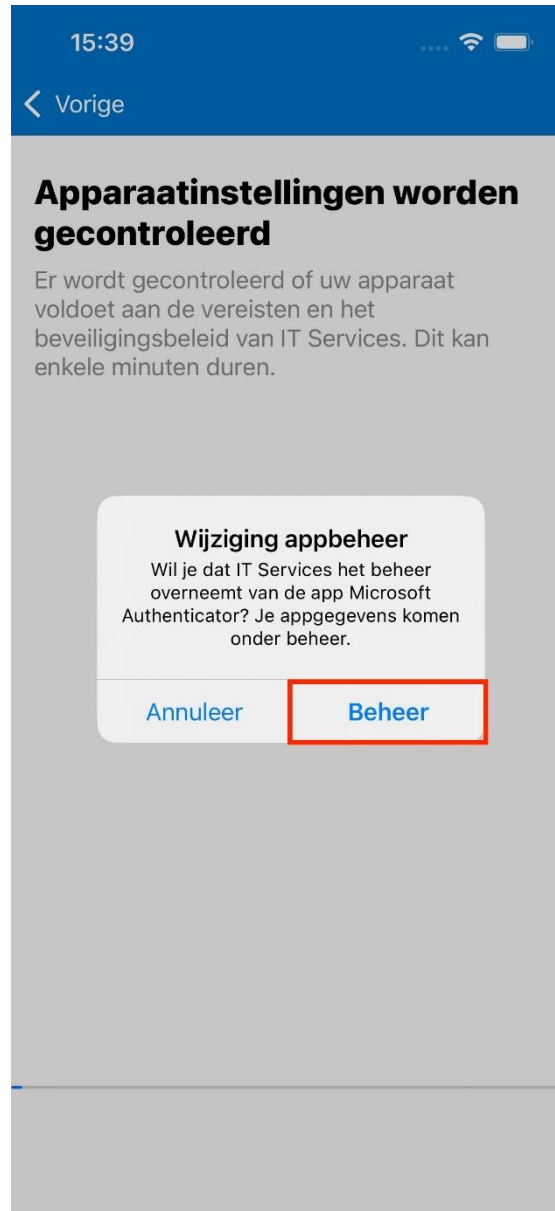 15:39
Vorige
Apparaatinstellingen worden
gecontroleerd
Er wordt gecontroleerd of uw apparaat
voldoet aan de vereisten en het
beveiligingsbeleid van IT Services. Dit kan
enkele minuten duren.
Wijziging appbeheer
Wil je dat IT Services het beheer
overneemt van de app Microsoft
Authenticator? Je appgegevens komen
onder beheer.
Annuleer Beheer